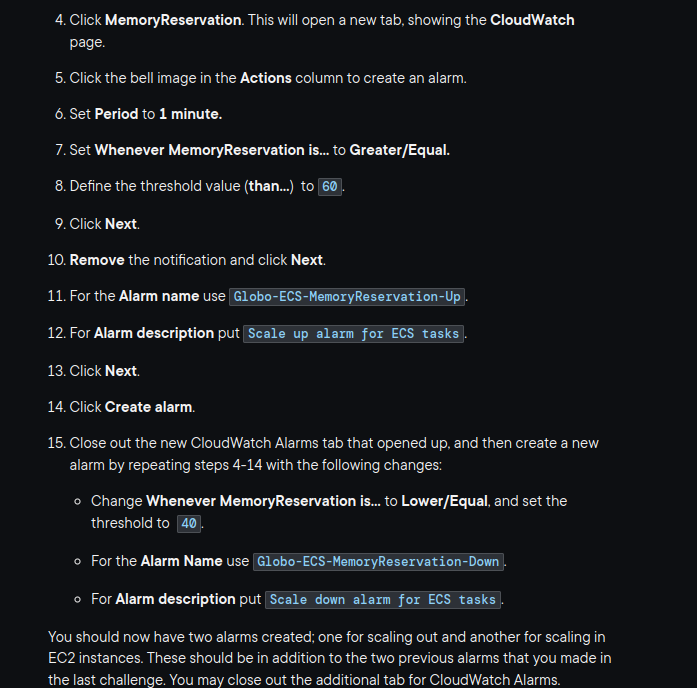 4. Click MemoryReservation. This will open a new tab, showing the CloudWatch
page.
5. Click the bell image in the Actions column to create an alarm.
6. Set Period to 1 minute.
7. Set Whenever MemoryReservation is... to Greater/Equal.
8. Define the threshold value (than...) to 60.
9. Click Next.
10. Remove the notification and click Next.
11. For the Alarm name use Globo-ECS-MemoryReservation-Up.
12. For Alarm description put Scale up alarm for ECS tasks.
13. Click Next.
14. Click Create alarm.
15. Close out the new CloudWatch Alarms tab that opened up, and then create a new
alarm by repeating steps 4-14 with the following changes:
◦ Change Whenever MemoryReservation is... to Lower/Equal, and set the
threshold to 40.
◦ For the Alarm Name use Globo-ECS-MemoryReservation-Down.
◦ For Alarm description put Scale down alarm for ECS tasks.
You should now have two alarms created; one for scaling out and another for scaling in
EC2 instances. These should be in addition to the two previous alarms that you made in
the last challenge. You may close out the additional tab for CloudWatch Alarms.